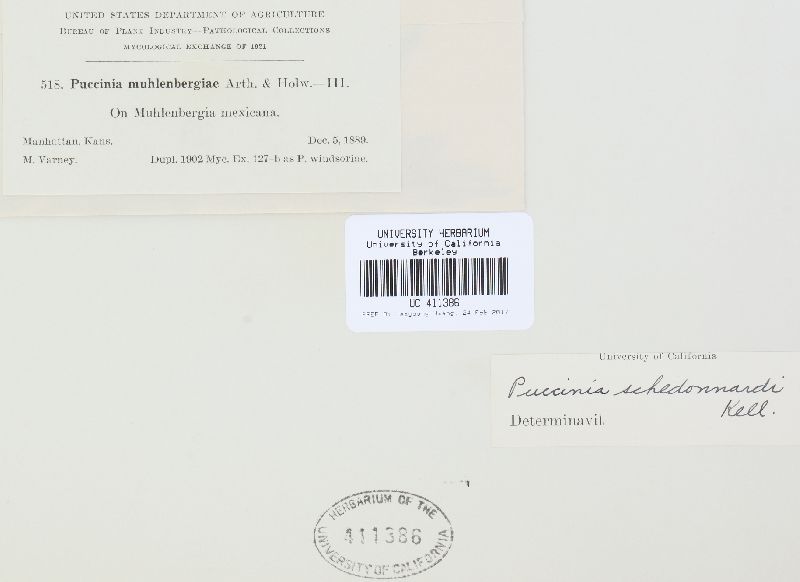 UNITED STATES DEPARTMENT OF AGRICULTURE
BUREAU OF PLANT INDUSTRY—PATHOLOGICAL COLLECTIONS
MYCOLOGICAL EXCHANGE OF 1921
518. Puccinia muhlenbergiae Arth. & Holw.—III.
On Muhlenbergia mexicana.
Manhattan, Kans. Dec. 5, 1889.
M. Varney. Dupl. 1902 Myc. Ex. 127-b as P. windsoriae.
UNIVERSITY HERBARIUM
University of California
Berkeley
UC 411386
University of California
Puccinia schedonnardi
Kell.
Determinavit.
HERBARIUM OF THE
411386
UNIVERSITY OF CALIFORNIA